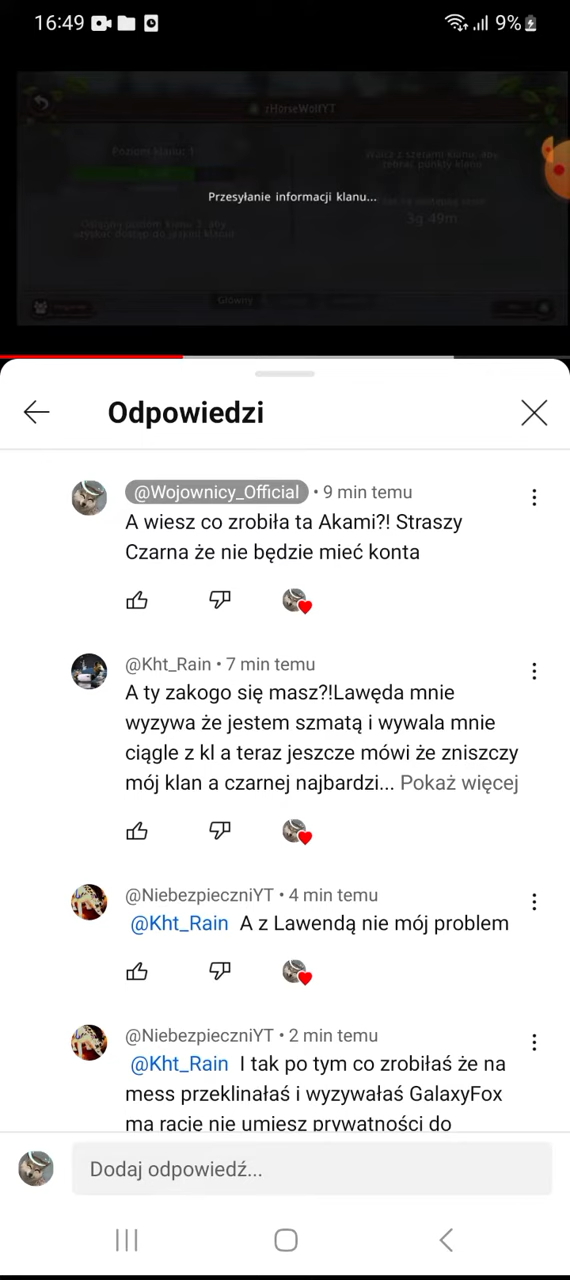 16:49
9%
zHorseWolfYT
Poziom klanu: 1
Walcz z szefami klanu, aby
zebrać punkty klanu
Przesyłanie informacji klanu...
3g 49m
Główny
Odpowiedzi
@Wojownicy_Official • 9 min temu
A wiesz co zrobiła ta Akami?! Straszy
Czarna że nie będzie mieć konta
@Kht_Rain • 7 min temu
A ty zakogo się masz?!Lawęda mnie
wyzywa że jestem szmatą i wywala mnie
ciągle z kl a teraz jeszcze mówi że zniszczy
mój klan a czarnej najbardzi... Pokaż więcej
@NiebezpieczniYT • 4 min temu
@Kht_Rain A z Lawendą nie mój problem
@NiebezpieczniYT • 2 min temu
@Kht_Rain I tak po tym co zrobiłaś że na
mess przeklinałaś i wyzywałaś GalaxyFox
ma racie nie umiesz prywatności do
Dodaj odpowiedź...